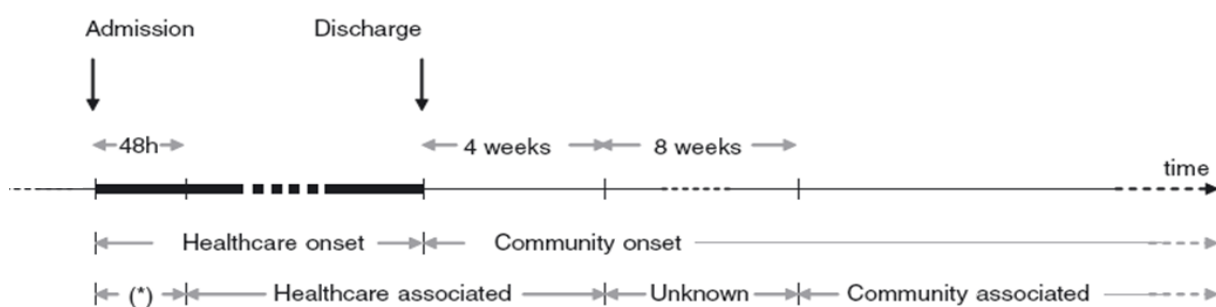 Admission Discharge
48h 4 weeks 8 weeks
time
Healthcare onset Community onset
(*) Healthcare associated Unknown Community associated